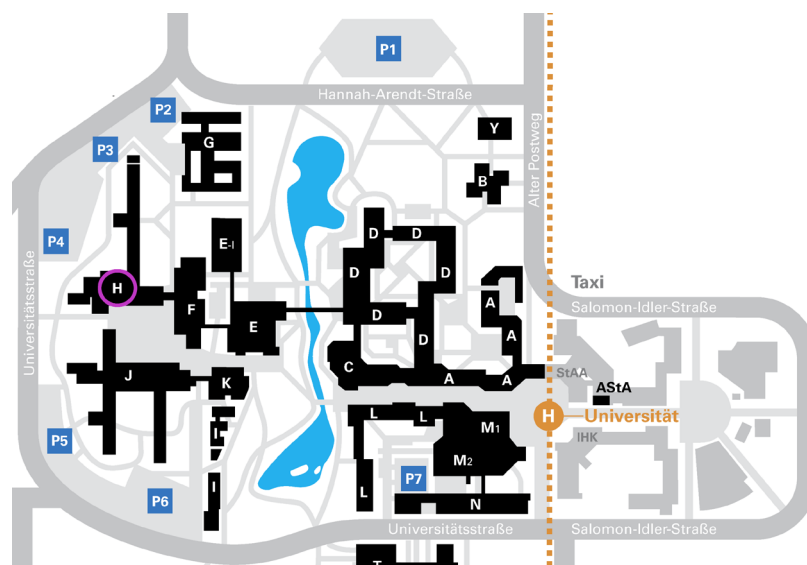 P1
Hannah-Arendt-Straße
P2
G
Y
P3
Alter Postweg
B
D
D
P4
E-I
D
D
Taxi
H
A
Salomon-Idler-Straße
F
D
E
A
D
Universitätsstraße
C
StAA
J
K
A
A
AStA
L
L
H
Universität
I
M1
IHK
P5
M2
P7
I
L
P6
N
Universitätsstraße
Salomon-Idler-Straße
T